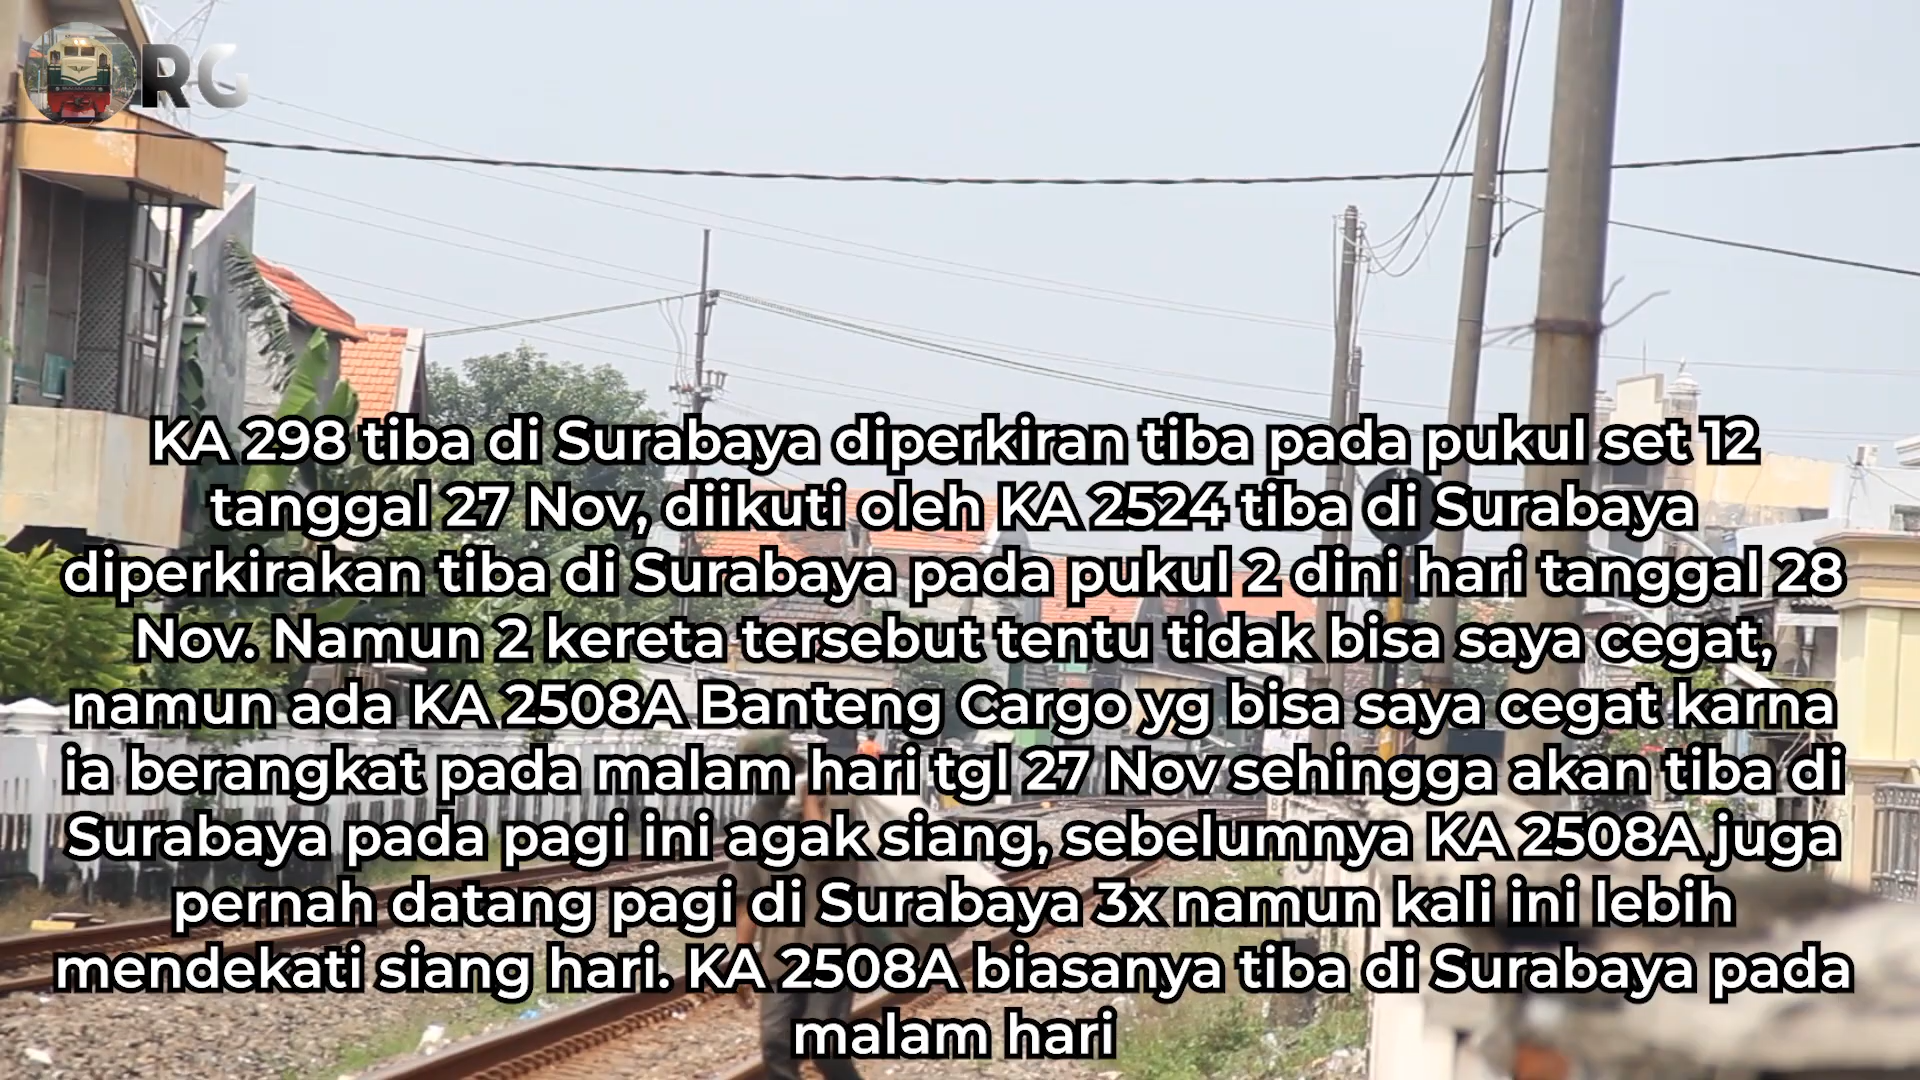 RG
KA 298 tiba di Surabaya diperkiran tiba pada pukul set 12
tanggal 27 Nov, diikuti oleh KA 2524 tiba di Surabaya
diperkirakan tiba di Surabaya pada pukul 2 dini hari tanggal 28
Nov. Namun 2 kereta tersebut tentu tidak bisa saya cegat,
namun ada KA 2508A Banteng Cargo yg bisa saya cegat karna
ia berangkat pada malam hari tgl 27 Nov sehingga akan tiba di
Surabaya pada pagi ini agak siang, sebelumnya KA 2508A juga
pernah datang pagi di Surabaya 3x namun kali ini lebih
mendekati siang hari. KA 2508A biasanya tiba di Surabaya pada
malam hari